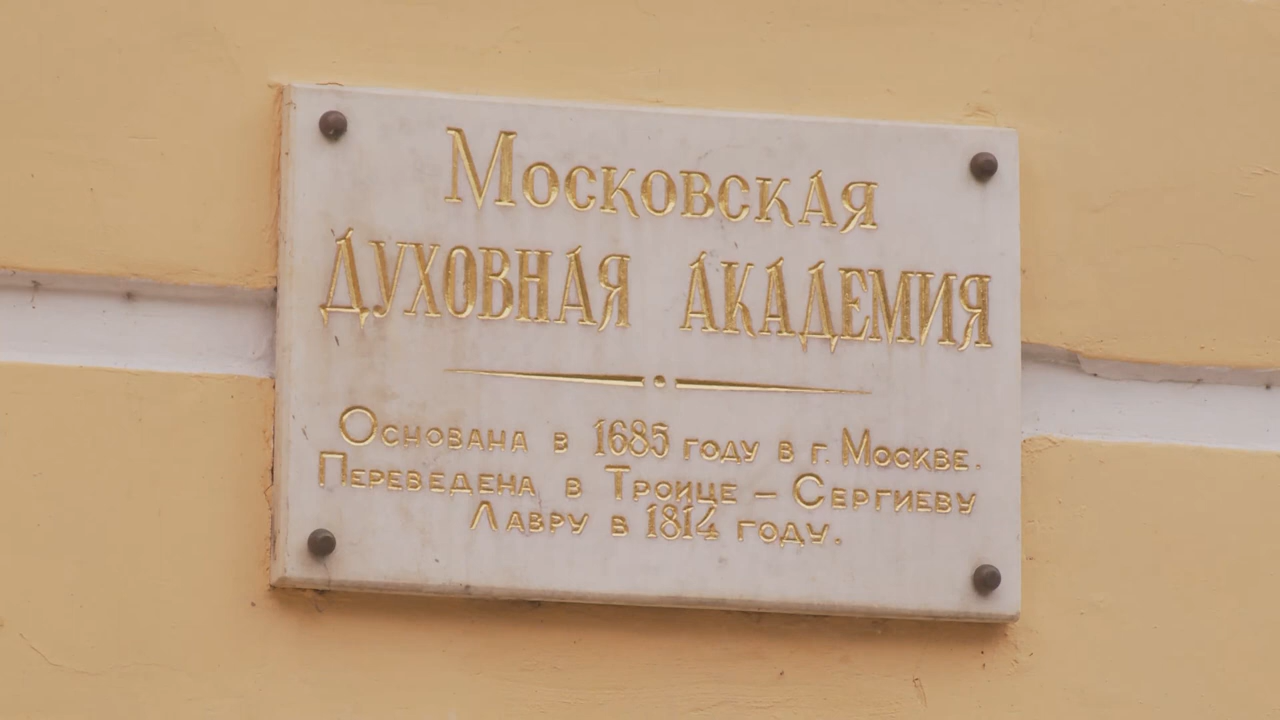 Московская
духовная академия
Основана в 1685 году в г. Москве.
Переведена в Троице – Сергиеву
Лавру в 1814 году.